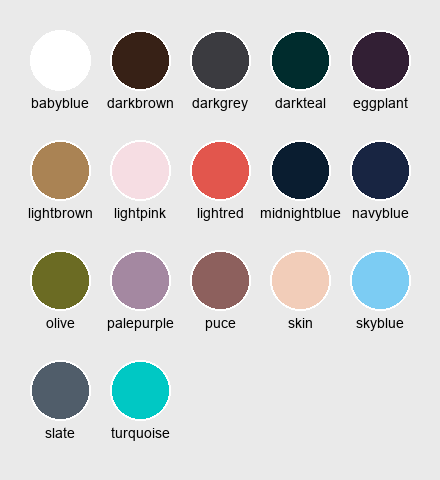 babyblue darkbrown darkgrey darkteal eggplant
lightbrown lightpink lightred midnightblue navyblue
olive palepurple puce skin skyblue
slate turquoise